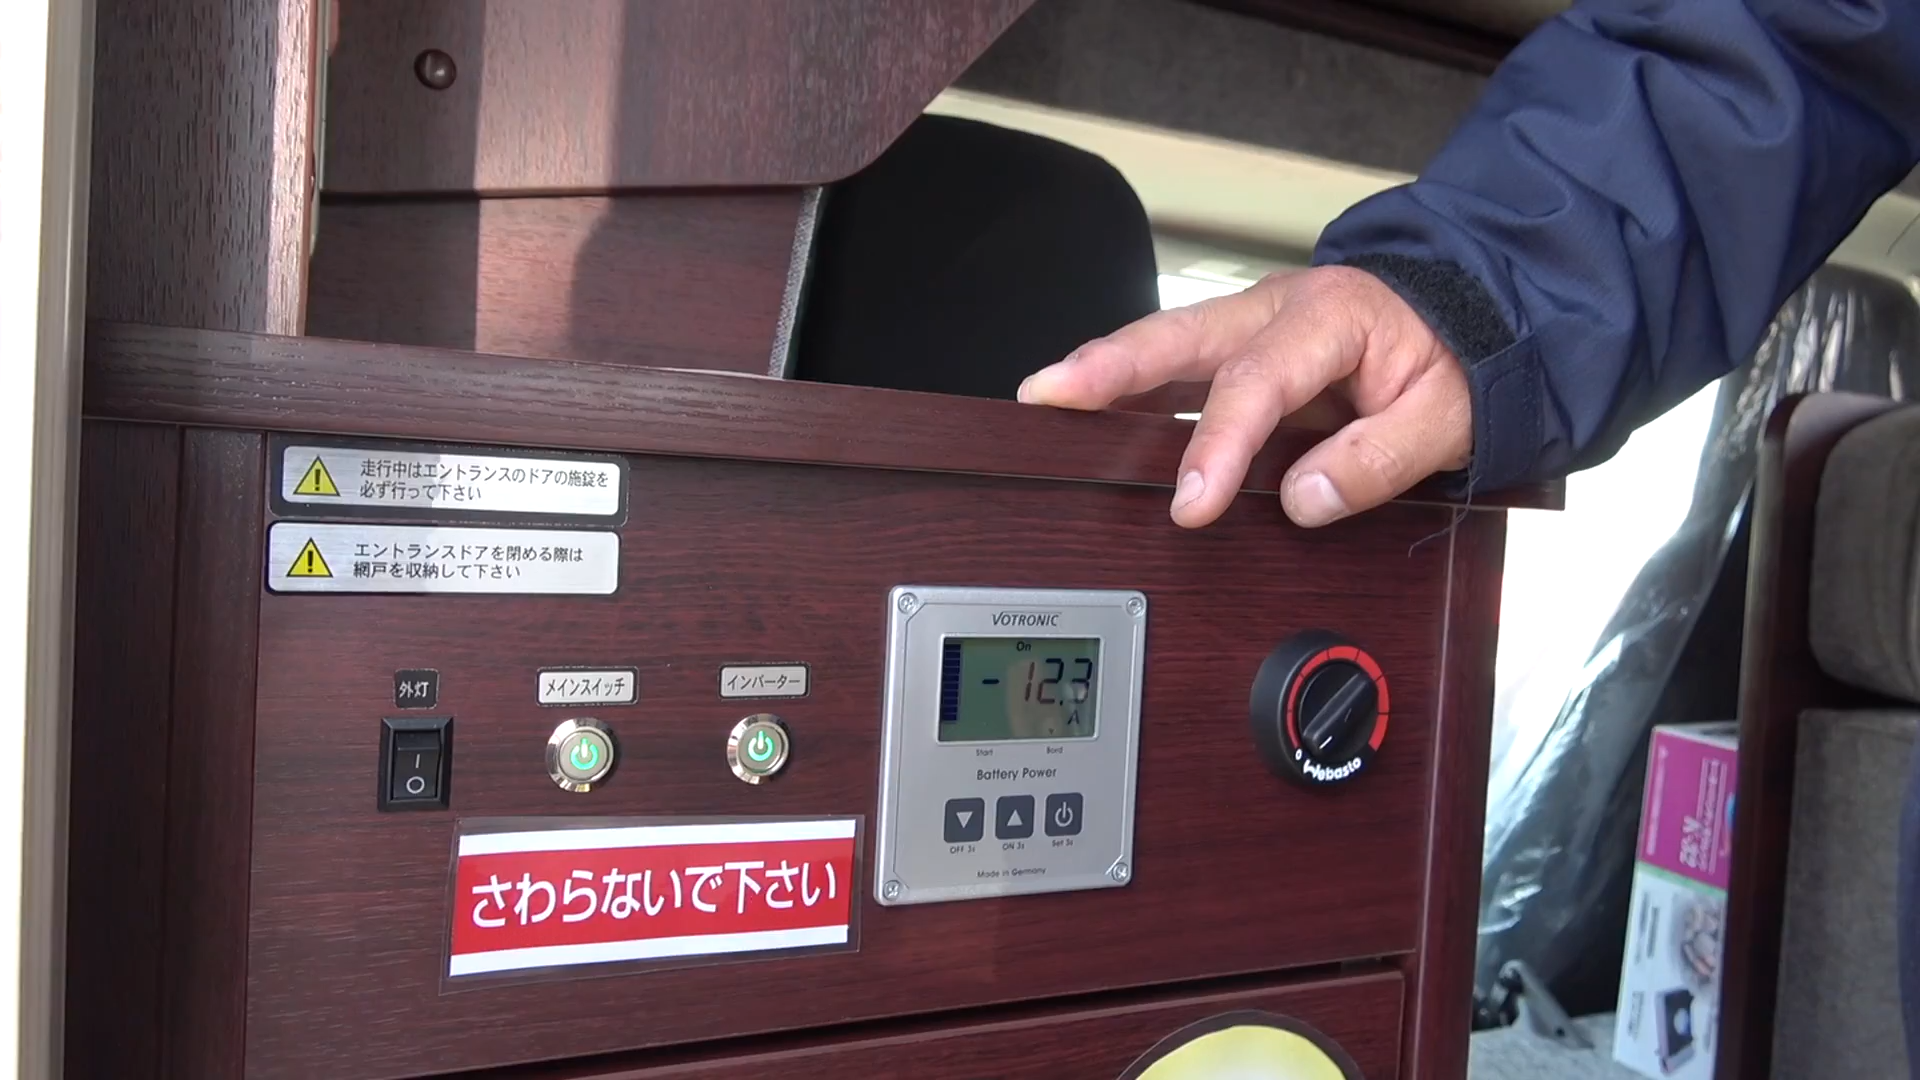 走行中はエントランスのドアの施錠を
必ず行って下さい
エントランスドアを閉める際は
網戸を収納して下さい
外灯
メインスイッチ
インバーター
さわらないで下さい
VOTRONIC
On
-12.3
A
Start Bord
Battery Power
OFF 3s ON 3s Set 3s
Made in Germany
0
Webasto